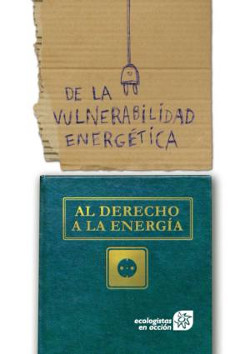 DE LA
VULNERABILIDAD
ENERGÉTICA
AL DERECHO
A LA ENERGÍA
ecologistas
en acción